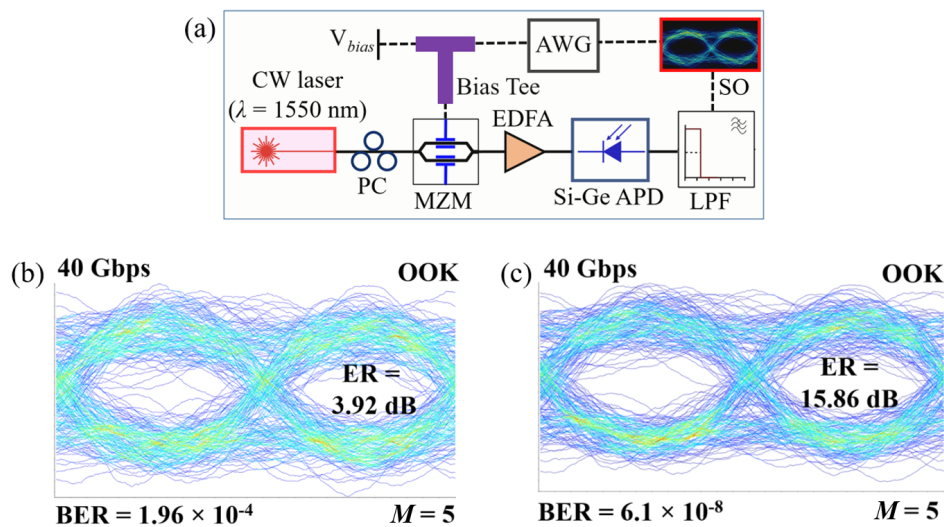 (a)
V_bias
AWG
SO
CW laser
(λ = 1550 nm)
Bias Tee
EDFA
PC
MZM
Si-Ge APD
LPF
(b)
40 Gbps
OOK
ER =
3.92 dB
BER = 1.96 × 10⁻⁴
M = 5
(c)
40 Gbps
OOK
ER =
15.86 dB
BER = 6.1 × 10⁻⁸
M = 5